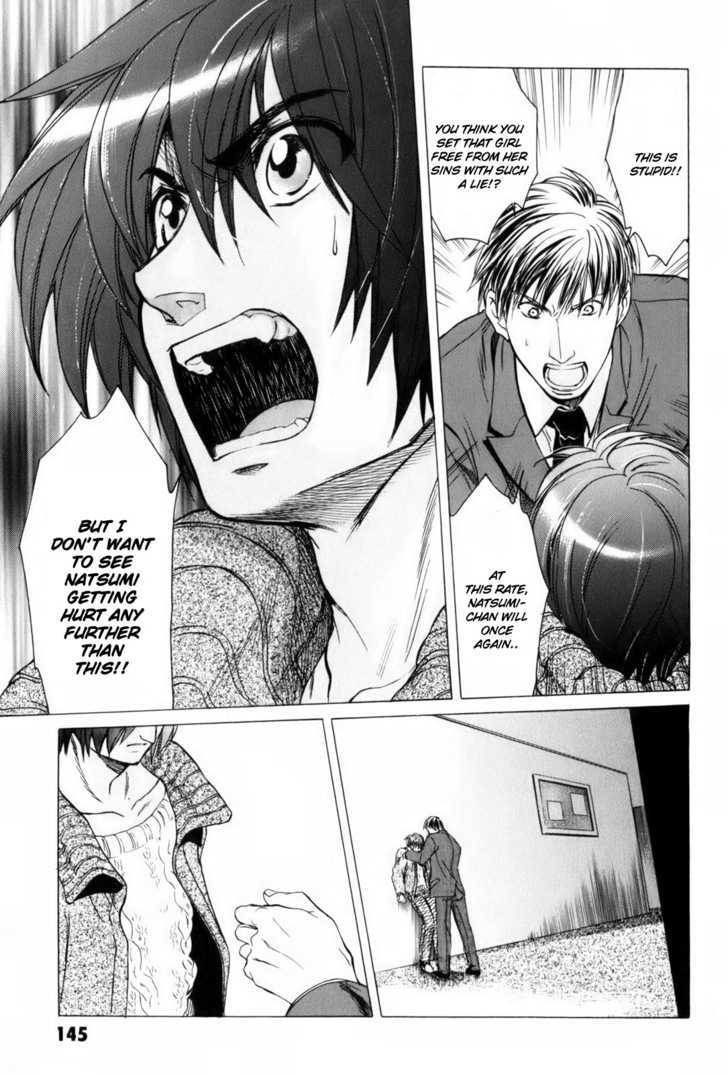 THIS IS
STUPID!!
YOU THINK YOU
SET THAT GIRL
FREE FROM HER
SINS WITH SUCH
A LIE!?
AT
THIS RATE,
NATSUMI-
CHAN WILL
ONCE
AGAIN..
BUT I
DON'T WANT
TO SEE
NATSUMI
GETTING
HURT ANY
FURTHER
THAN
THIS!!
145